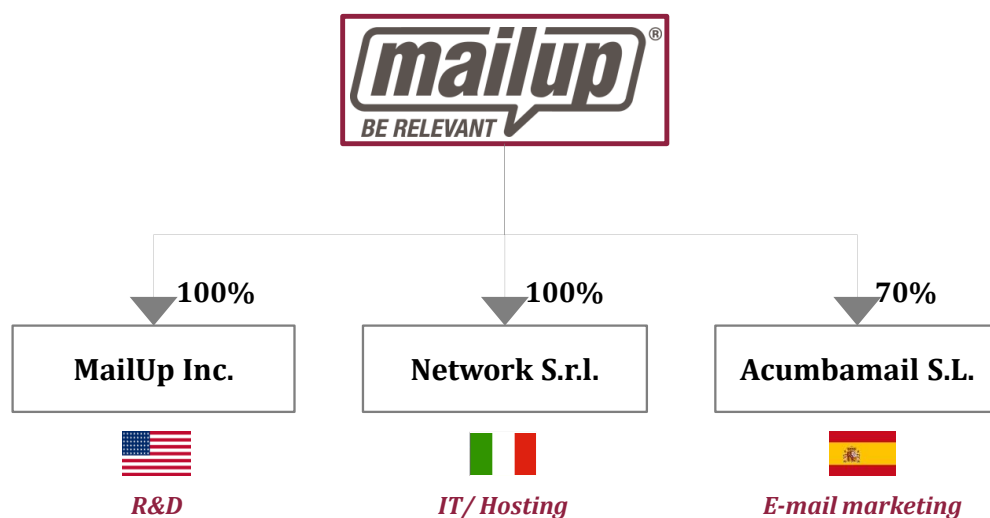 mailup®
BE RELEVANT
100%
100%
70%
MailUp Inc.
Network S.r.l.
Acumbamail S.L.
R&D
IT/ Hosting
E-mail marketing